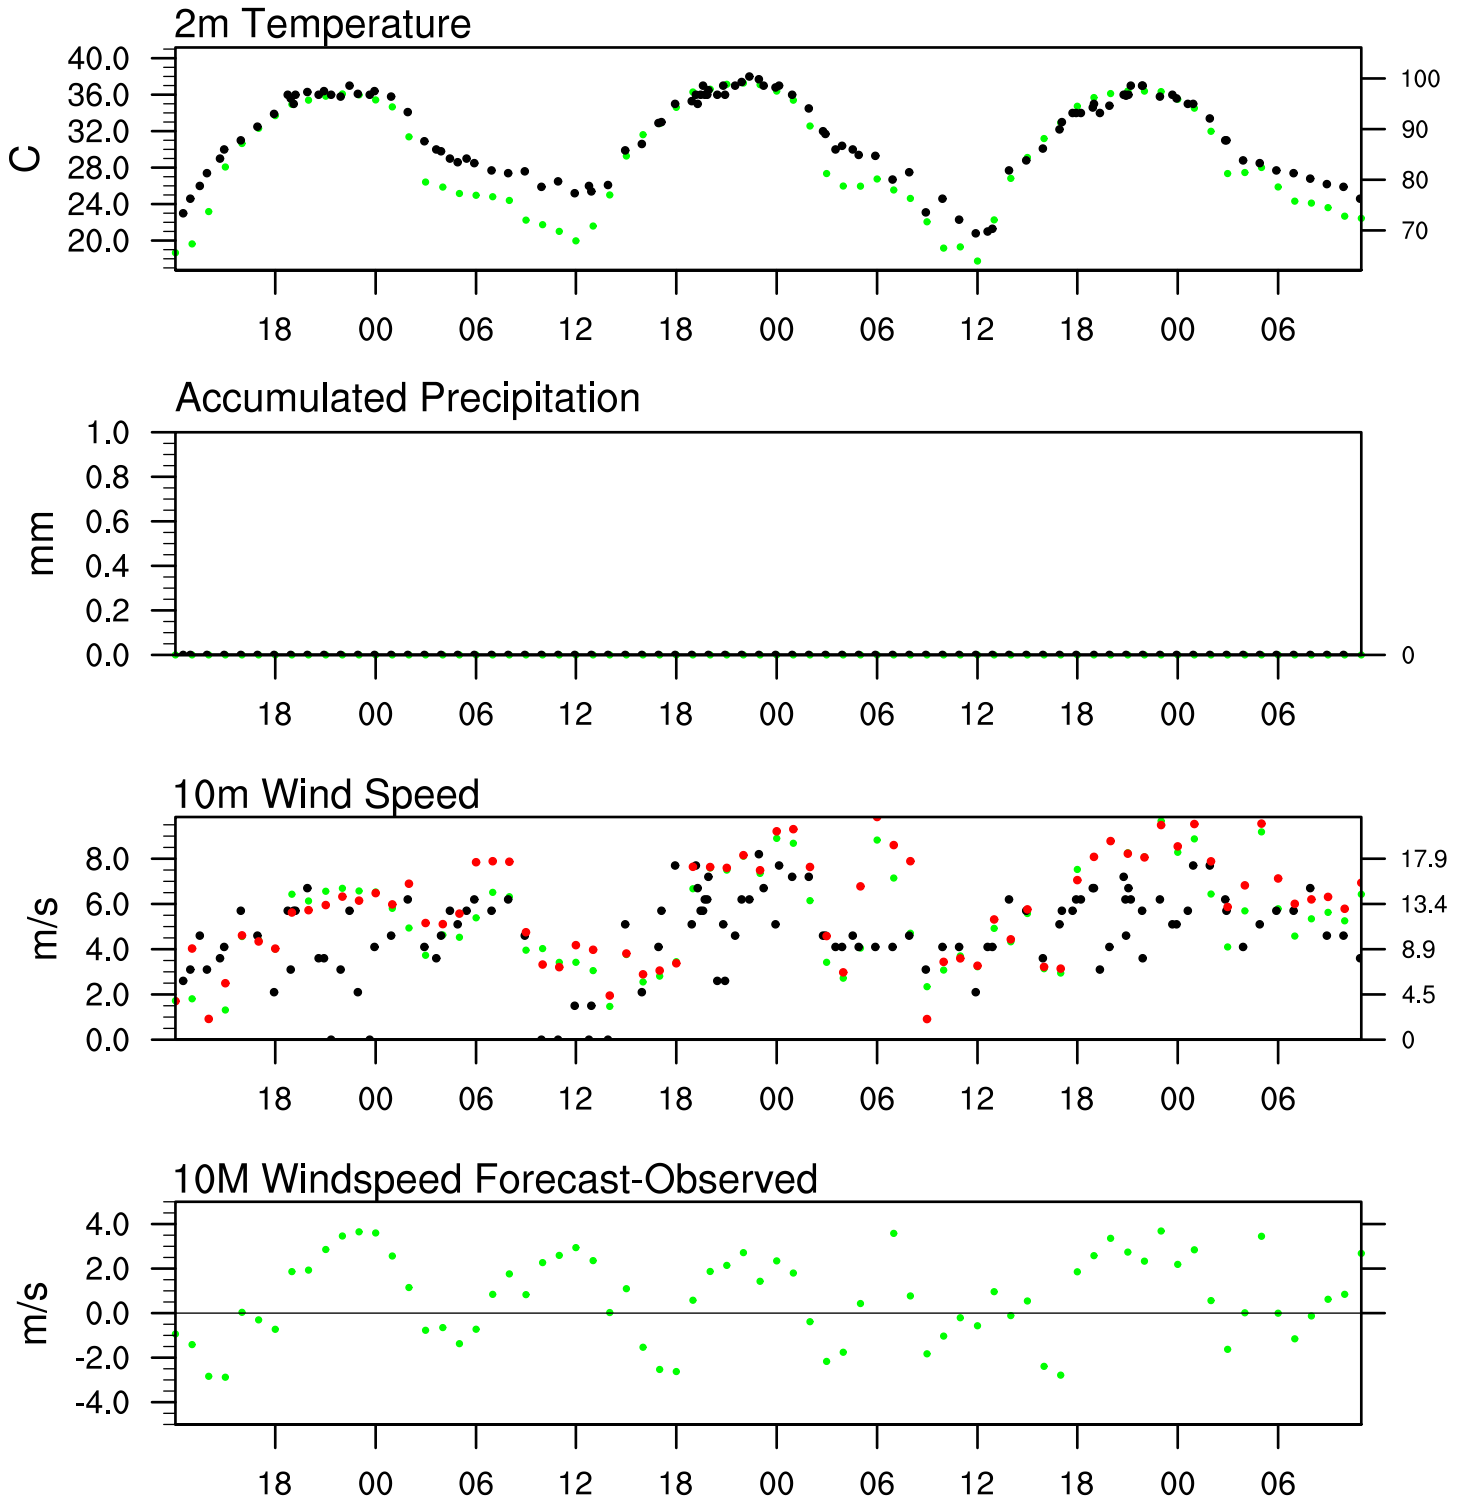 2m Temperature
40.0
36.0
32.0
28.0
24.0
20.0
C
100
90
80
70
18 00 06 12 18 00 06 12 18 00 06
Accumulated Precipitation
1.0
0.8
0.6
0.4
0.2
0.0
mm
0
18 00 06 12 18 00 06 12 18 00 06
10m Wind Speed
8.0
6.0
4.0
2.0
0.0
m/s
17.9
13.4
8.9
4.5
0
18 00 06 12 18 00 06 12 18 00 06
10M Windspeed Forecast-Observed
4.0
2.0
0.0
-2.0
-4.0
m/s
18 00 06 12 18 00 06 12 18 00 06